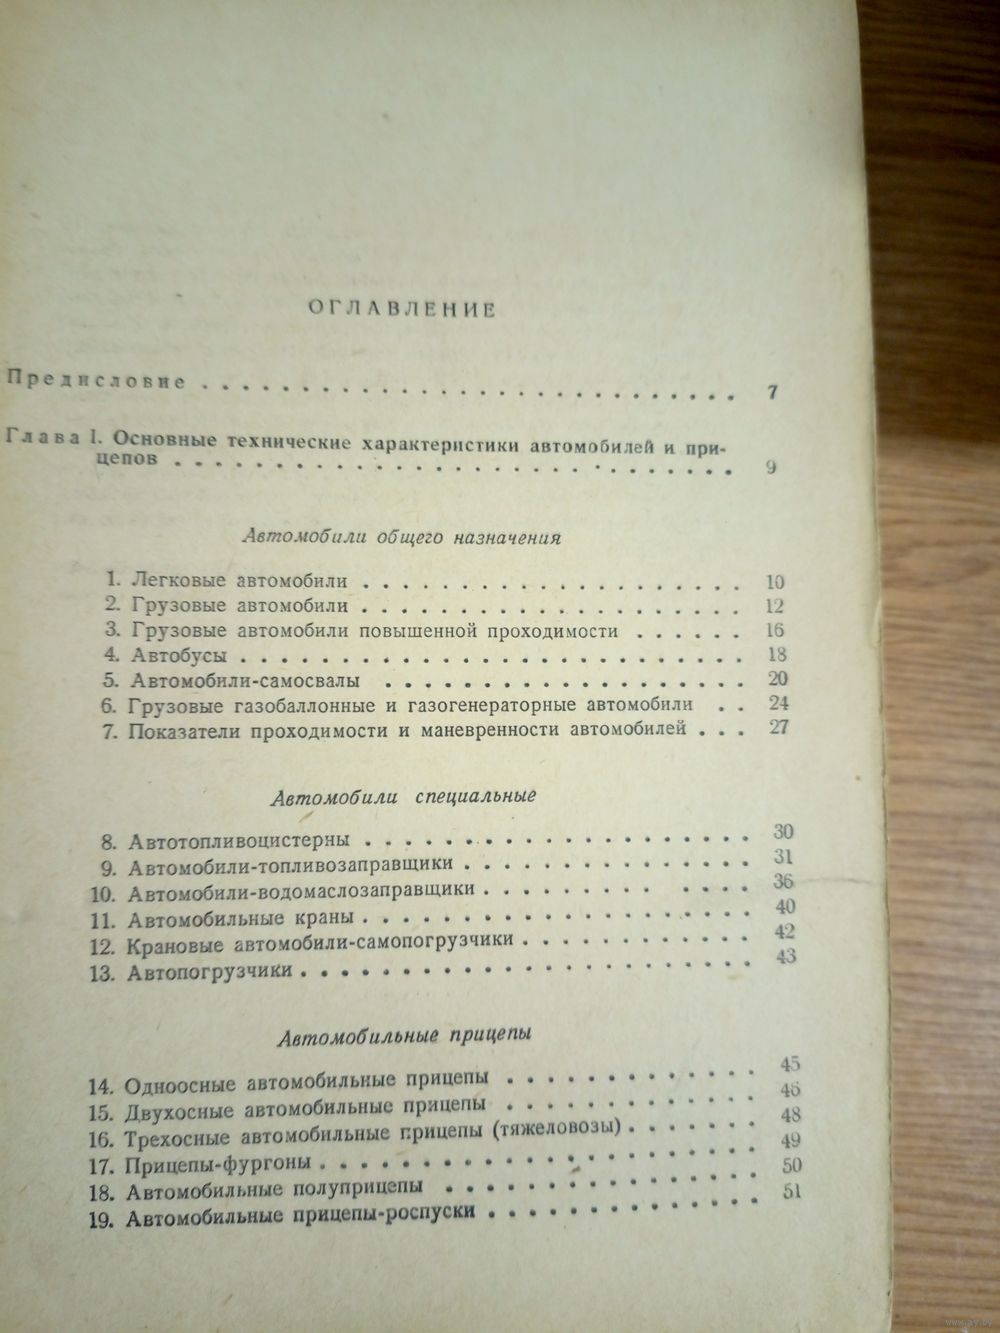 ОГЛАВЛЕНИЕ
Предисловие . . . . . . . . . . . . . . . . . . . . . . . . . . . 7
Глава I. Основные технические характеристики автомобилей и при-
цепов . . . . . . . . . . . . . . . . . . . . . . . . . . . . 9
Автомобили общего назначения
1. Легковые автомобили . . . . . . . . . . . . . . . . . . . 10
2. Грузовые автомобили . . . . . . . . . . . . . . . . . . . 12
3. Грузовые автомобили повышенной проходимости . . . . . . 16
4. Автобусы . . . . . . . . . . . . . . . . . . . . . . . . . 18
5. Автомобили-самосвалы . . . . . . . . . . . . . . . . . . 20
6. Грузовые газобаллонные и газогенераторные автомобили . . 24
7. Показатели проходимости и маневренности автомобилей . . . 27
Автомобили специальные
8. Автотопливоцистерны . . . . . . . . . . . . . . . . . . . 30
9. Автомобили-топливозаправщики . . . . . . . . . . . . . . 31
10. Автомобили-водомаслозаправщики . . . . . . . . . . . . . 36
11. Автомобильные краны . . . . . . . . . . . . . . . . . . . 40
12. Крановые автомобили-самопогрузчики . . . . . . . . . . . 42
13. Автопогрузчики . . . . . . . . . . . . . . . . . . . . . . 43
Автомобильные прицепы
14. Одноосные автомобильные прицепы . . . . . . . . . . . . 45
15. Двухосные автомобильные прицепы . . . . . . . . . . . . 46
16. Трехосные автомобильные прицепы (тяжеловозы) . . . . . . 48
17. Прицепы-фургоны . . . . . . . . . . . . . . . . . . . . . 49
18. Автомобильные полуприцепы . . . . . . . . . . . . . . . 50
19. Автомобильные прицепы-роспуски . . . . . . . . . . . . . 51
www.ay.by